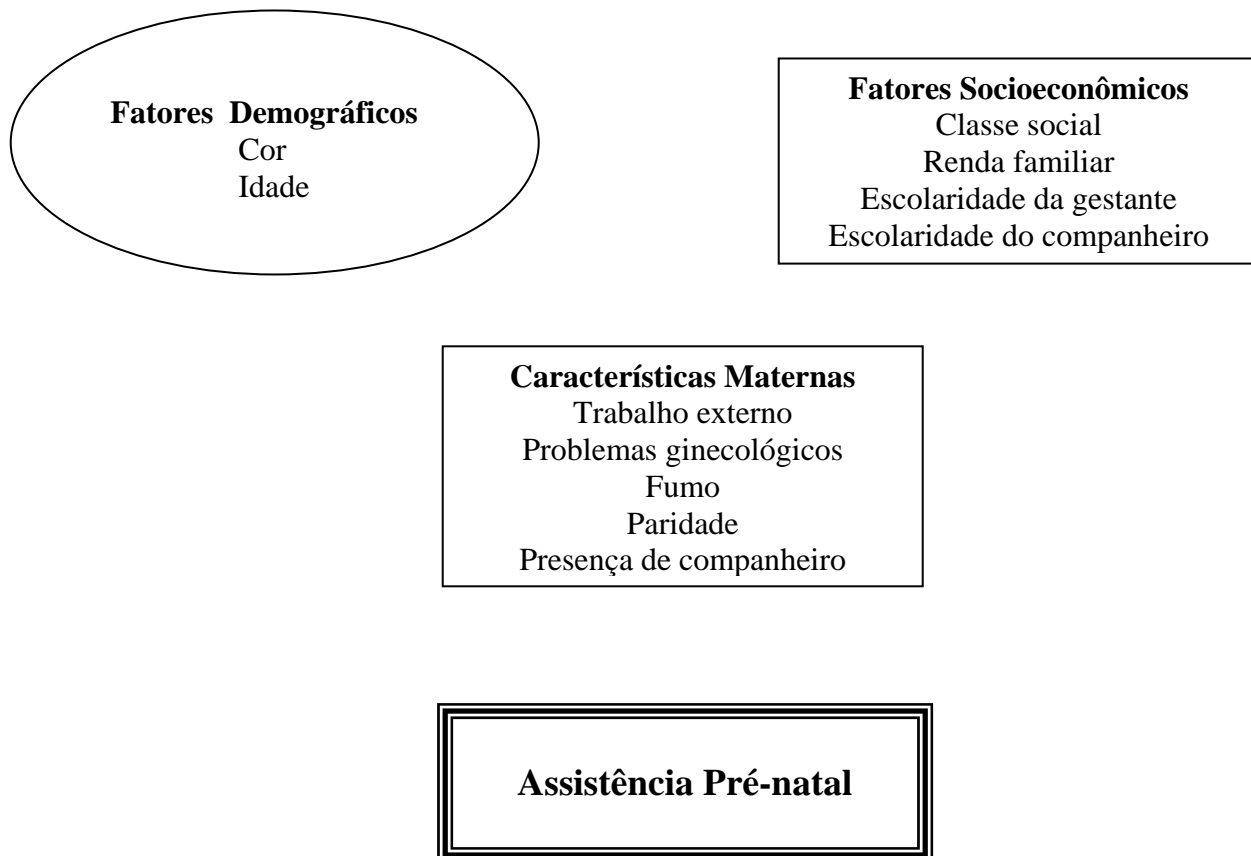 Fatores Demográficos
Cor
Idade
Fatores Socioeconômicos
Classe social
Renda familiar
Escolaridade da gestante
Escolaridade do companheiro
Características Maternas
Trabalho externo
Problemas ginecológicos
Fumo
Paridade
Presença de companheiro
Assistência Pré-natal